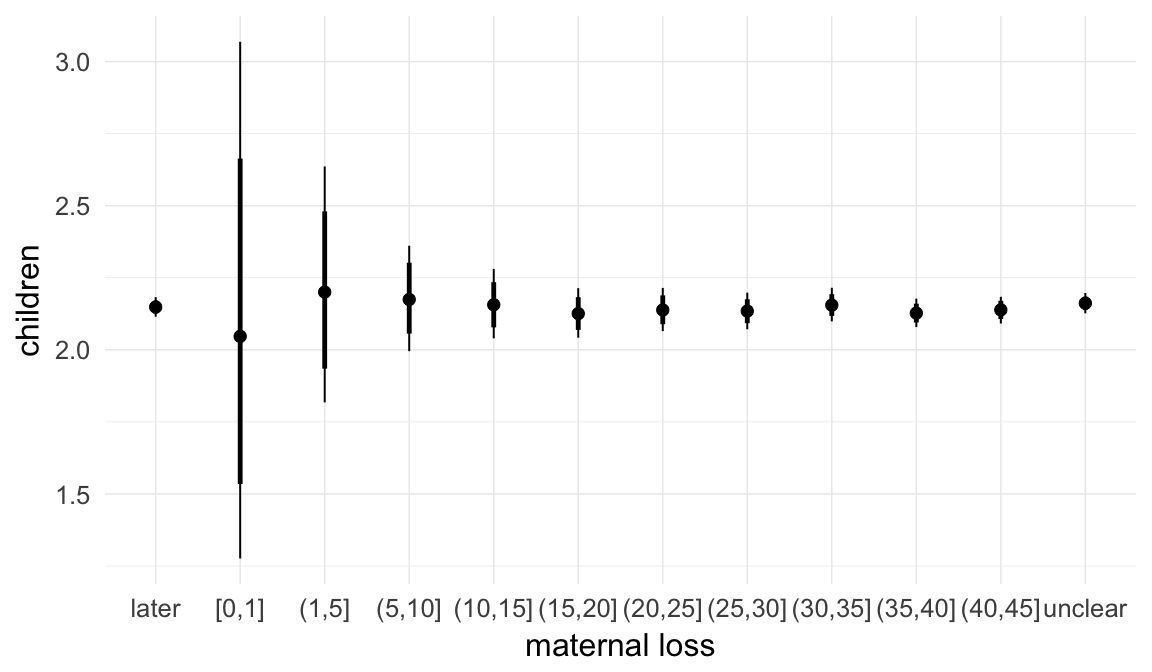 3.0
2.5
2.0
1.5
children
later [0,1] (1,5] (5,10] (10,15] (15,20] (20,25] (25,30] (30,35] (35,40] (40,45] unclear
maternal loss